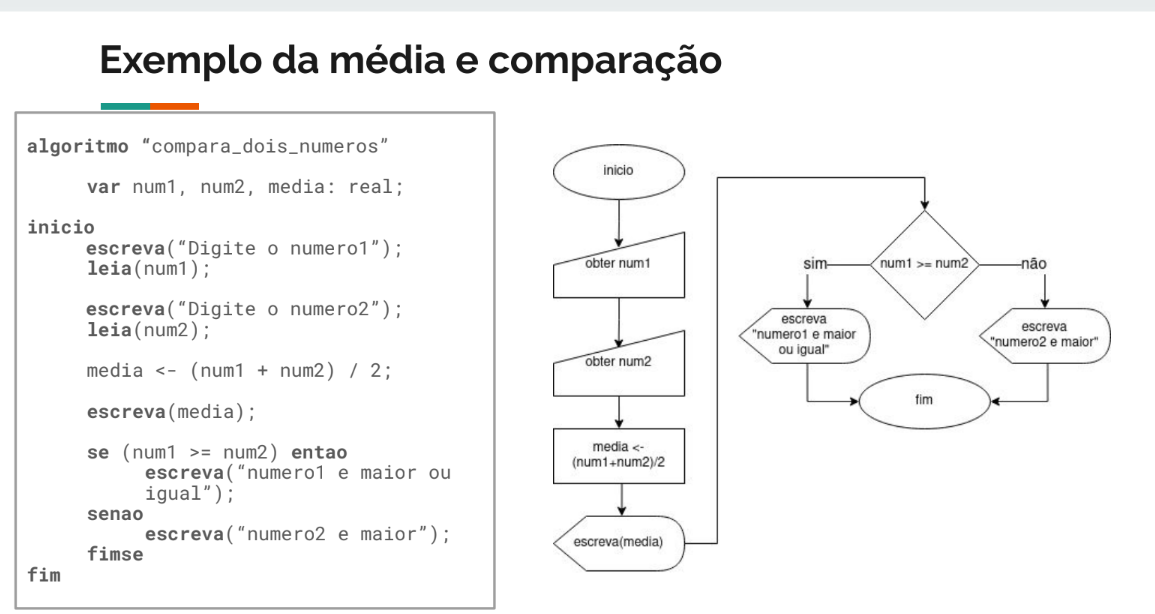 Exemplo da média e comparação
algoritmo “compara_dois_numeros”
var num1, num2, media: real;
inicio
escreva(“Digite o numero1”);
leia(num1);
escreva(“Digite o numero2”);
leia(num2);
media <- (num1 + num2) / 2;
escreva(media);
se (num1 >= num2) entao
escreva(“numero1 e maior ou
igual”);
senao
escreva(“numero2 e maior”);
fimse
fim
inicio
obter num1
obter num2
media <-
(num1+num2)/2
escreva(media)
num1 >= num2
sim
não
escreva
"numero1 e maior
ou igual"
escreva
"numero2 e maior"
fim